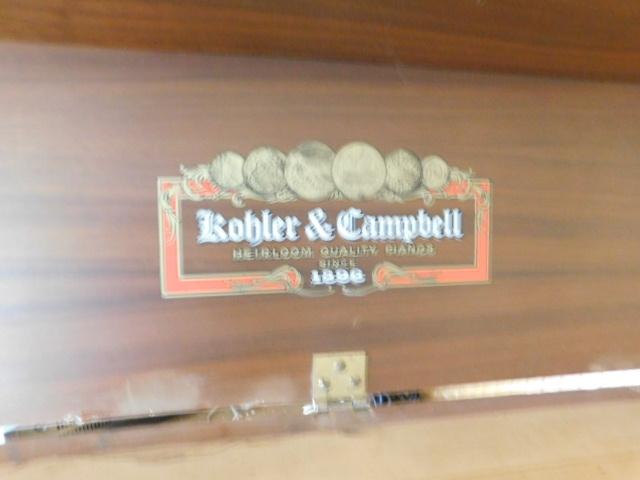 Kohler & Campbell
HEIRLOOM QUALITY PIANOS
SINCE
1896